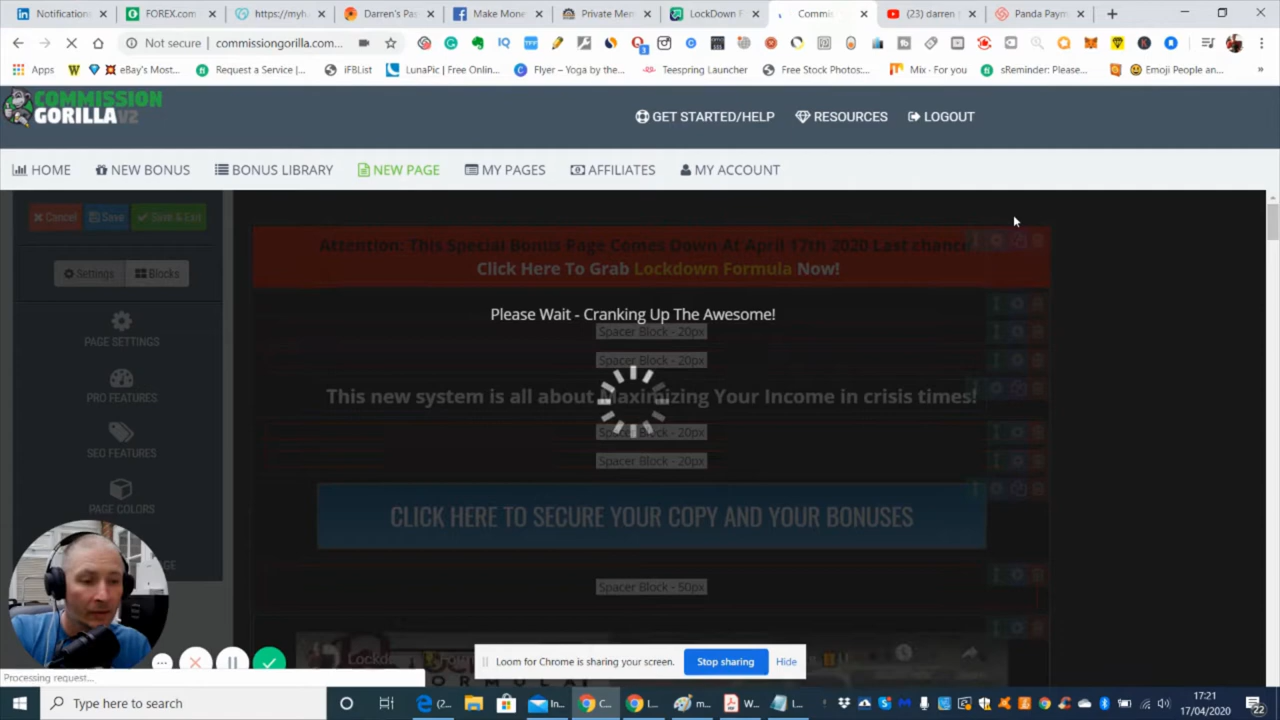 Notification
FOREX.com
https://myh
Darren's Pas
Make Mone
Private Mem
LockDown F
Commis
(23) darren
Panda Paym
Not secure
commissiongorilla.com...
Apps
eBay's Most...
Request a Service |...
iFBList
LunaPic | Free Onlin...
Flyer – Yoga by the...
Teespring Launcher
Free Stock Photos:...
Mix - For you
sReminder: Please...
Emoji People an...
COMMISSION
GORILLA V2
GET STARTED/HELP
RESOURCES
LOGOUT
HOME
NEW BONUS
BONUS LIBRARY
NEW PAGE
MY PAGES
AFFILIATES
MY ACCOUNT
Cancel
Save
Save & Exit
Settings
Blocks
PAGE SETTINGS
PRO FEATURES
SEO FEATURES
PAGE COLORS
Attention: This Special Bonus Page Comes Down At April 17th 2020 Last chance
Click Here To Grab Lockdown Formula Now!
Please Wait - Cranking Up The Awesome!
Spacer Block - 20px
Spacer Block - 20px
This new system is all about Maximizing Your Income in crisis times!
Spacer Block - 20px
Spacer Block - 20px
CLICK HERE TO SECURE YOUR COPY AND YOUR BONUSES
Spacer Block - 50px
Loom for Chrome is sharing your screen.
Stop sharing
Hide
Processing request...
Type here to search
17:21
17/04/2020
22